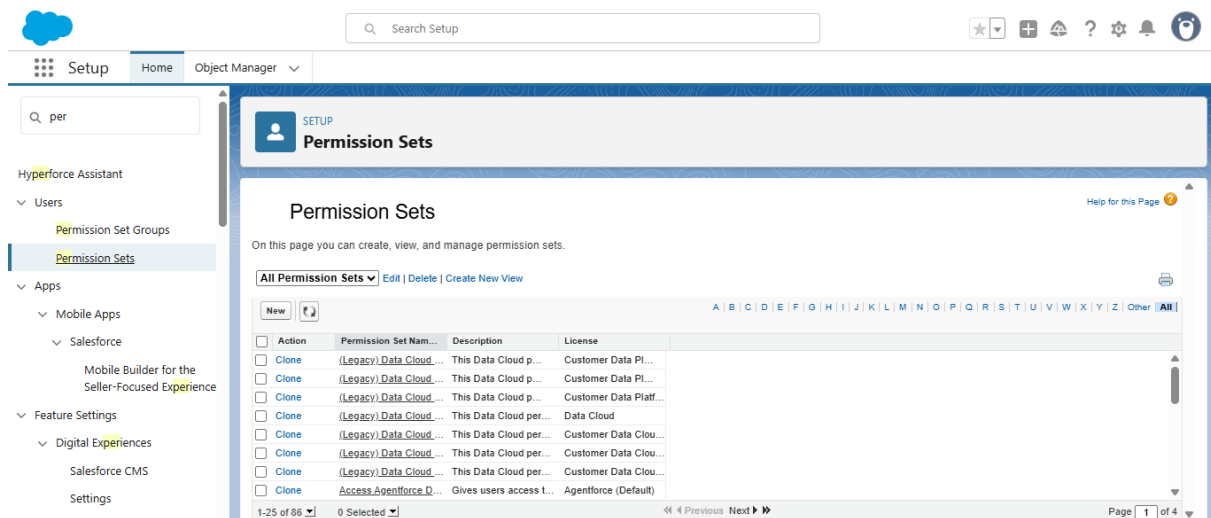 Search Setup
Setup
Home
Object Manager
per
Hyperforce Assistant
Users
Permission Set Groups
Permission Sets
Apps
Mobile Apps
Salesforce
Mobile Builder for the
Seller-Focused Experience
Feature Settings
Digital Experiences
Salesforce CMS
Settings
SETUP
Permission Sets
Permission Sets
Help for this Page ?
On this page you can create, view, and manage permission sets.
All Permission Sets Edit | Delete | Create New View
New A | B | C | D | E | F | G | H | I | J | K | L | M | N | O | P | Q | R | S | T | U | V | W | X | Y | Z | Other All
Action Permission Set Nam... Description License
Clone (Legacy) Data Cloud ... This Data Cloud p... Customer Data Pl...
Clone (Legacy) Data Cloud ... This Data Cloud p... Customer Data Pl...
Clone (Legacy) Data Cloud ... This Data Cloud p... Customer Data Platf...
Clone (Legacy) Data Cloud ... This Data Cloud per... Data Cloud
Clone (Legacy) Data Cloud ... This Data Cloud per... Customer Data Clou...
Clone (Legacy) Data Cloud ... This Data Cloud per... Customer Data Clou...
Clone (Legacy) Data Cloud ... This Data Cloud per... Customer Data Clou...
Clone Access Agentforce D... Gives users access t... Agentforce (Default)
1-25 of 86 0 Selected Previous Next Page 1 of 4